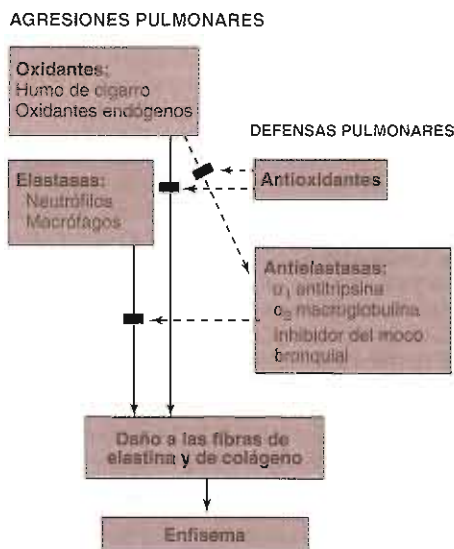 AGRESIONES PULMONARES
Oxidantes:
Humo de cigarro
Oxidantes endógenos
DEFENSAS PULMONARES
Elastasas:
Neutrófilos
Macrófagos
Antioxidantes
Antielastasas:
α₁ antitripsina
α₂ macroglobulina
Inhibidor del moco
bronquial
Daño a las fibras de
elastina y de colágeno
Enfisema